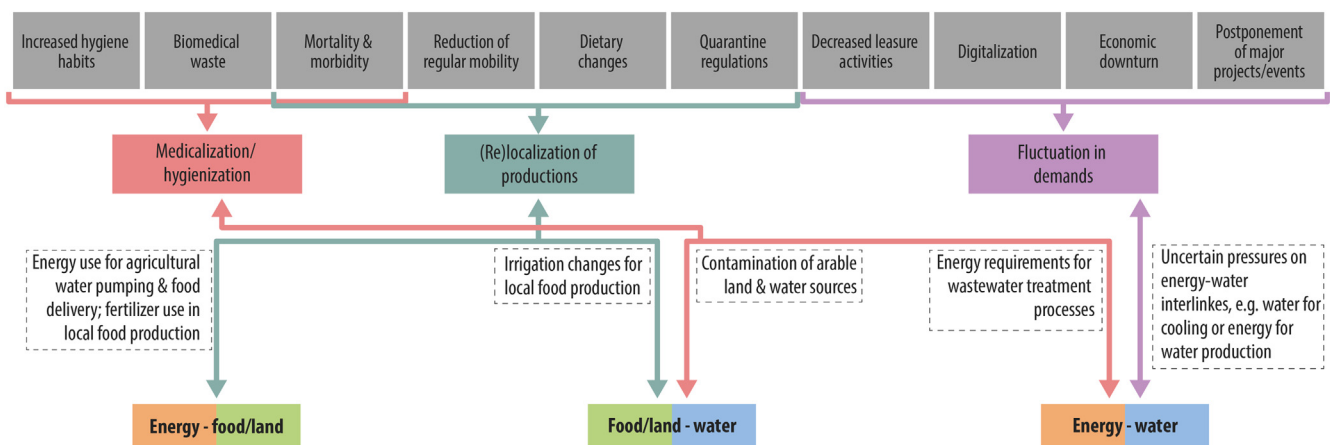 Increased hygiene
habits
Biomedical
waste
Mortality &
morbidity
Reduction of
regular mobility
Dietary
changes
Quarantine
regulations
Decreased leasure
activities
Digitalization
Economic
downturn
Postponement
of major
projects/events
Medicalization/
hygienization
(Re)localization of
productions
Fluctuation in
demands
Energy use for agricultural
water pumping & food
delivery; fertilizer use in
local food production
Irrigation changes for
local food production
Contamination of arable
land & water sources
Energy requirements for
wastewater treatment
processes
Uncertain pressures on
energy-water
interlinkes, e.g. water for
cooling or energy for
water production
Energy - food/land
Food/land - water
Energy - water